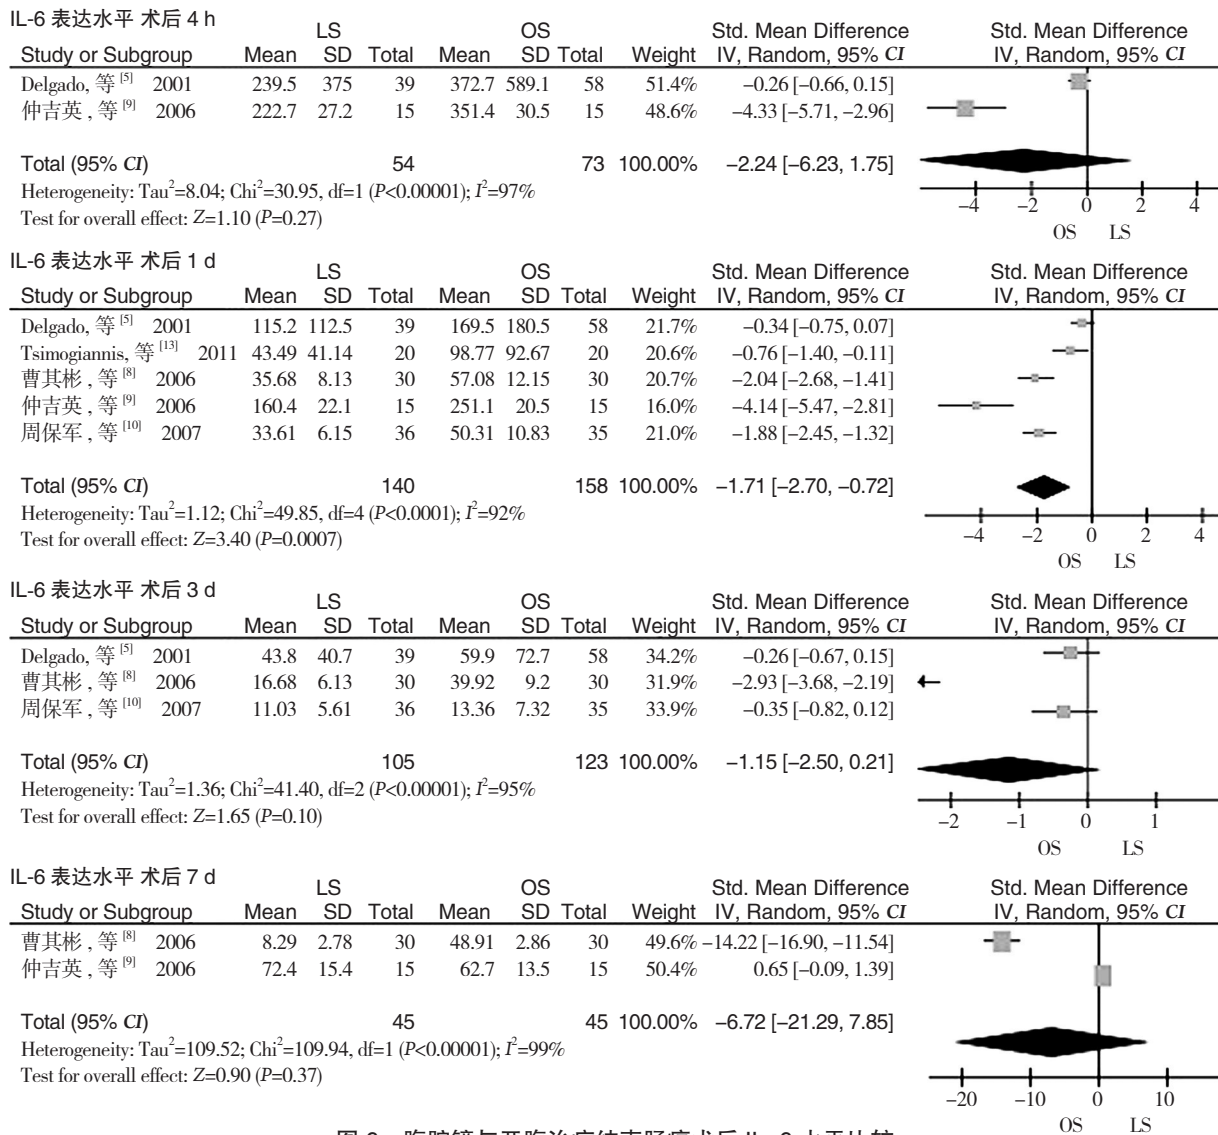 IL-6 表达水平 术后 4 h
LS OS Std. Mean Difference Std. Mean Difference
Study or Subgroup Mean SD Total Mean SD Total Weight IV, Random, 95% CI IV, Random, 95% CI
Delgado, 等 [5] 2001 239.5 375 39 372.7 589.1 58 51.4% −0.26 [−0.66, 0.15]
仲吉英 , 等 [9] 2006 222.7 27.2 15 351.4 30.5 15 48.6% −4.33 [−5.71, −2.96]
Total (95% CI) 54 73 100.00% −2.24 [−6.23, 1.75]
Heterogeneity: Tau²=8.04; Chi²=30.95, df=1 (P<0.00001); I²=97%
Test for overall effect: Z=1.10 (P=0.27)
−4 −2 0 2 4
OS LS
IL-6 表达水平 术后 1 d
LS OS Std. Mean Difference Std. Mean Difference
Study or Subgroup Mean SD Total Mean SD Total Weight IV, Random, 95% CI IV, Random, 95% CI
Delgado, 等 [5] 2001 115.2 112.5 39 169.5 180.5 58 21.7% −0.34 [−0.75, 0.07]
Tsimogiannis, 等 [13] 2011 43.49 41.14 20 98.77 92.67 20 20.6% −0.76 [−1.40, −0.11]
曹其彬 , 等 [8] 2006 35.68 8.13 30 57.08 12.15 30 20.7% −2.04 [−2.68, −1.41]
仲吉英 , 等 [9] 2006 160.4 22.1 15 251.1 20.5 15 16.0% −4.14 [−5.47, −2.81]
周保军 , 等 [10] 2007 33.61 6.15 36 50.31 10.83 35 21.0% −1.88 [−2.45, −1.32]
Total (95% CI) 140 158 100.00% −1.71 [−2.70, −0.72]
Heterogeneity: Tau²=1.12; Chi²=49.85, df=4 (P<0.0001); I²=92%
Test for overall effect: Z=3.40 (P=0.0007)
−4 −2 0 2 4
OS LS
IL-6 表达水平 术后 3 d
LS OS Std. Mean Difference Std. Mean Difference
Study or Subgroup Mean SD Total Mean SD Total Weight IV, Random, 95% CI IV, Random, 95% CI
Delgado, 等 [5] 2001 43.8 40.7 39 59.9 72.7 58 34.2% −0.26 [−0.67, 0.15]
曹其彬 , 等 [8] 2006 16.68 6.13 30 39.92 9.2 30 31.9% −2.93 [−3.68, −2.19]
周保军 , 等 [10] 2007 11.03 5.61 36 13.36 7.32 35 33.9% −0.35 [−0.82, 0.12]
Total (95% CI) 105 123 100.00% −1.15 [−2.50, 0.21]
Heterogeneity: Tau²=1.36; Chi²=41.40, df=2 (P<0.00001); I²=95%
Test for overall effect: Z=1.65 (P=0.10)
−2 −1 0 1
OS LS
IL-6 表达水平 术后 7 d
LS OS Std. Mean Difference Std. Mean Difference
Study or Subgroup Mean SD Total Mean SD Total Weight IV, Random, 95% CI IV, Random, 95% CI
曹其彬 , 等 [8] 2006 8.29 2.78 30 48.91 2.86 30 49.6% −14.22 [−16.90, −11.54]
仲吉英 , 等 [9] 2006 72.4 15.4 15 62.7 13.5 15 50.4% 0.65 [−0.09, 1.39]
Total (95% CI) 45 45 100.00% −6.72 [−21.29, 7.85]
Heterogeneity: Tau²=109.52; Chi²=109.94, df=1 (P<0.00001); I²=99%
Test for overall effect: Z=0.90 (P=0.37)
−20 −10 0 10
OS LS